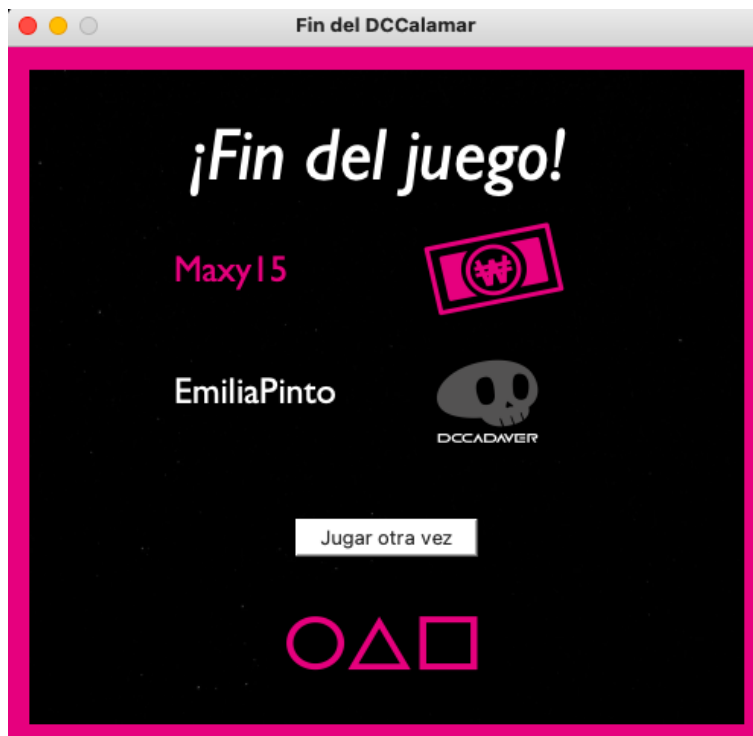 Fin del DCCalamar
¡Fin del juego!
Maxy15
₩
EmiliaPinto
DCCADAVER
Jugar otra vez